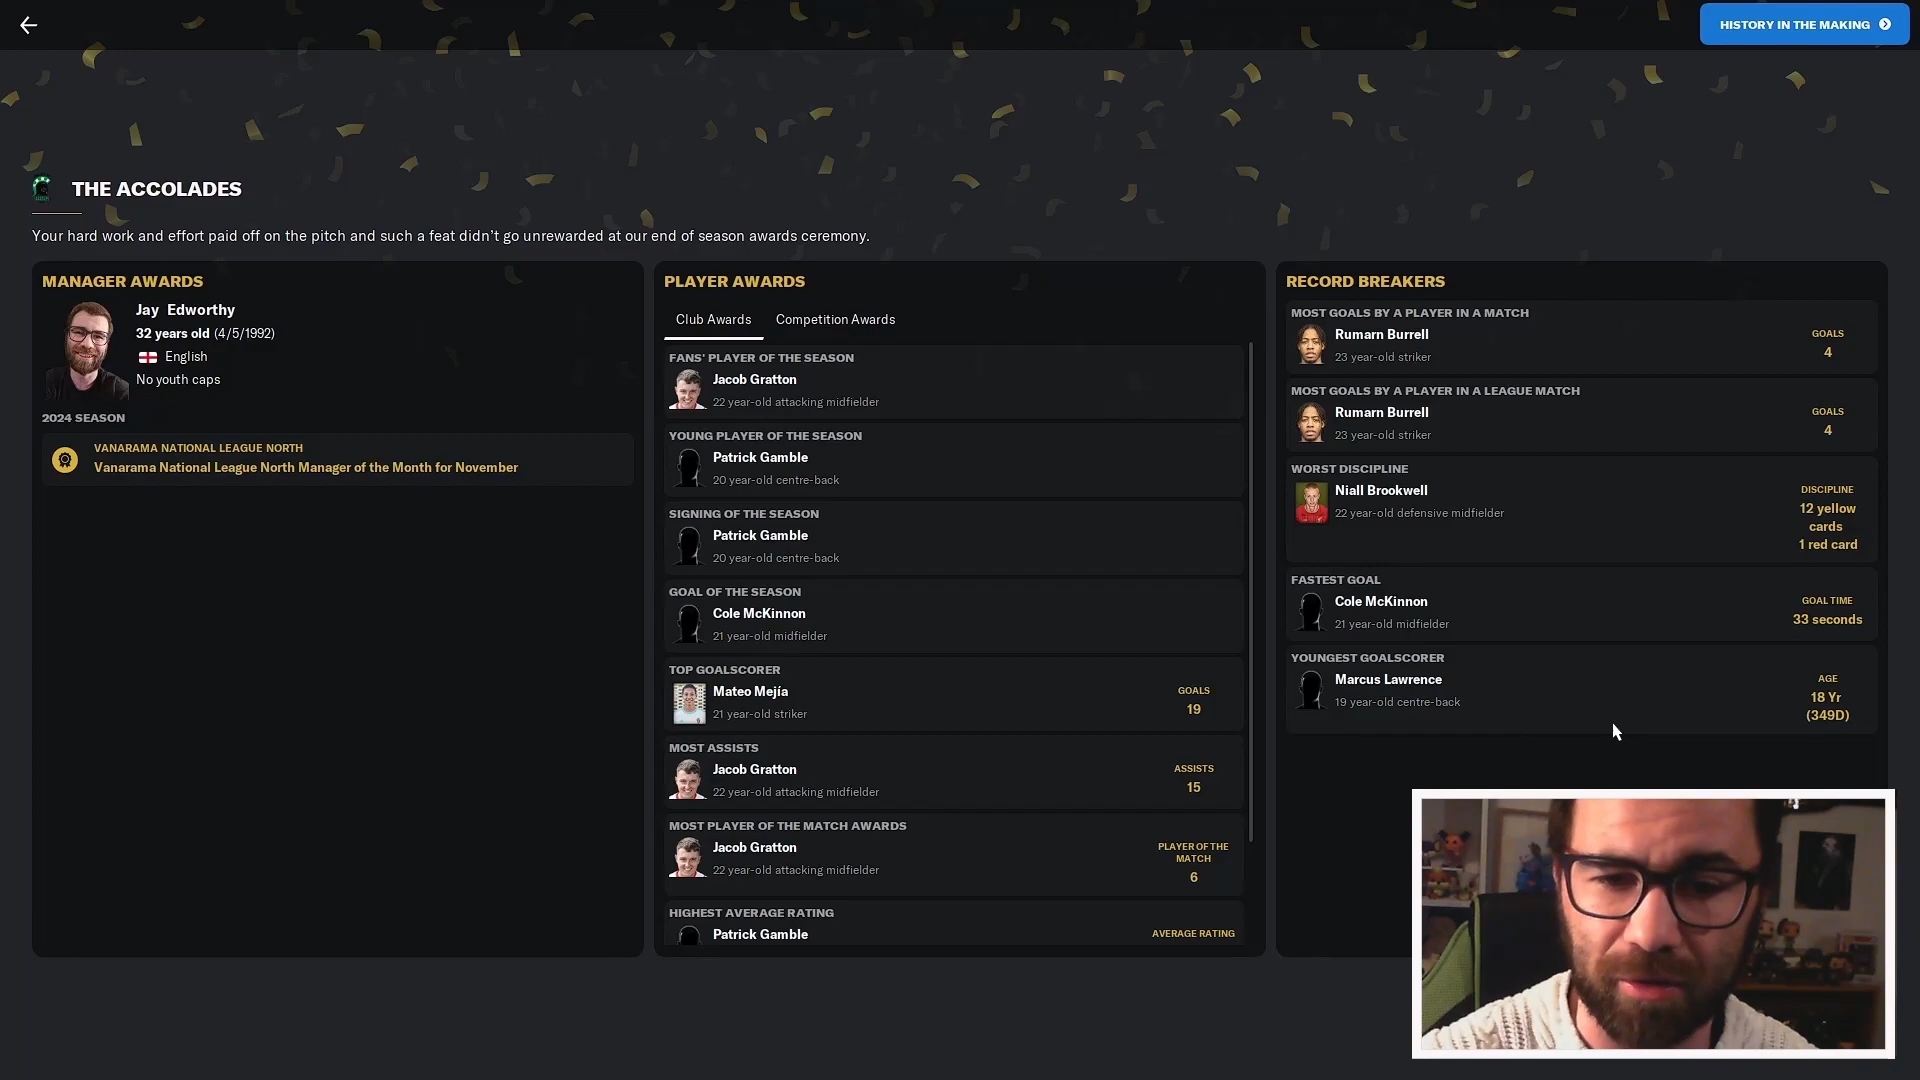 HISTORY IN THE MAKING
THE ACCOLADES
Your hard work and effort paid off on the pitch and such a feat didn’t go unrewarded at our end of season awards ceremony.
MANAGER AWARDS
Jay Edworthy
32 years old (4/5/1992)
English
No youth caps
2024 SEASON
VANARAMA NATIONAL LEAGUE NORTH
Vanarama National League North Manager of the Month for November
PLAYER AWARDS
Club Awards Competition Awards
FANS' PLAYER OF THE SEASON
Jacob Gratton
22 year-old attacking midfielder
YOUNG PLAYER OF THE SEASON
Patrick Gamble
20 year-old centre-back
SIGNING OF THE SEASON
Patrick Gamble
20 year-old centre-back
GOAL OF THE SEASON
Cole McKinnon
21 year-old midfielder
TOP GOALSCORER
Mateo Mejía
21 year-old striker
GOALS
19
MOST ASSISTS
Jacob Gratton
22 year-old attacking midfielder
ASSISTS
15
MOST PLAYER OF THE MATCH AWARDS
Jacob Gratton
22 year-old attacking midfielder
PLAYER OF THE
MATCH
6
HIGHEST AVERAGE RATING
Patrick Gamble
AVERAGE RATING
RECORD BREAKERS
MOST GOALS BY A PLAYER IN A MATCH
Rumarn Burrell
23 year-old striker
GOALS
4
MOST GOALS BY A PLAYER IN A LEAGUE MATCH
Rumarn Burrell
23 year-old striker
GOALS
4
WORST DISCIPLINE
Niall Brookwell
22 year-old defensive midfielder
DISCIPLINE
12 yellow
cards
1 red card
FASTEST GOAL
Cole McKinnon
21 year-old midfielder
GOAL TIME
33 seconds
YOUNGEST GOALSCORER
Marcus Lawrence
19 year-old centre-back
AGE
18 Yr
(349D)